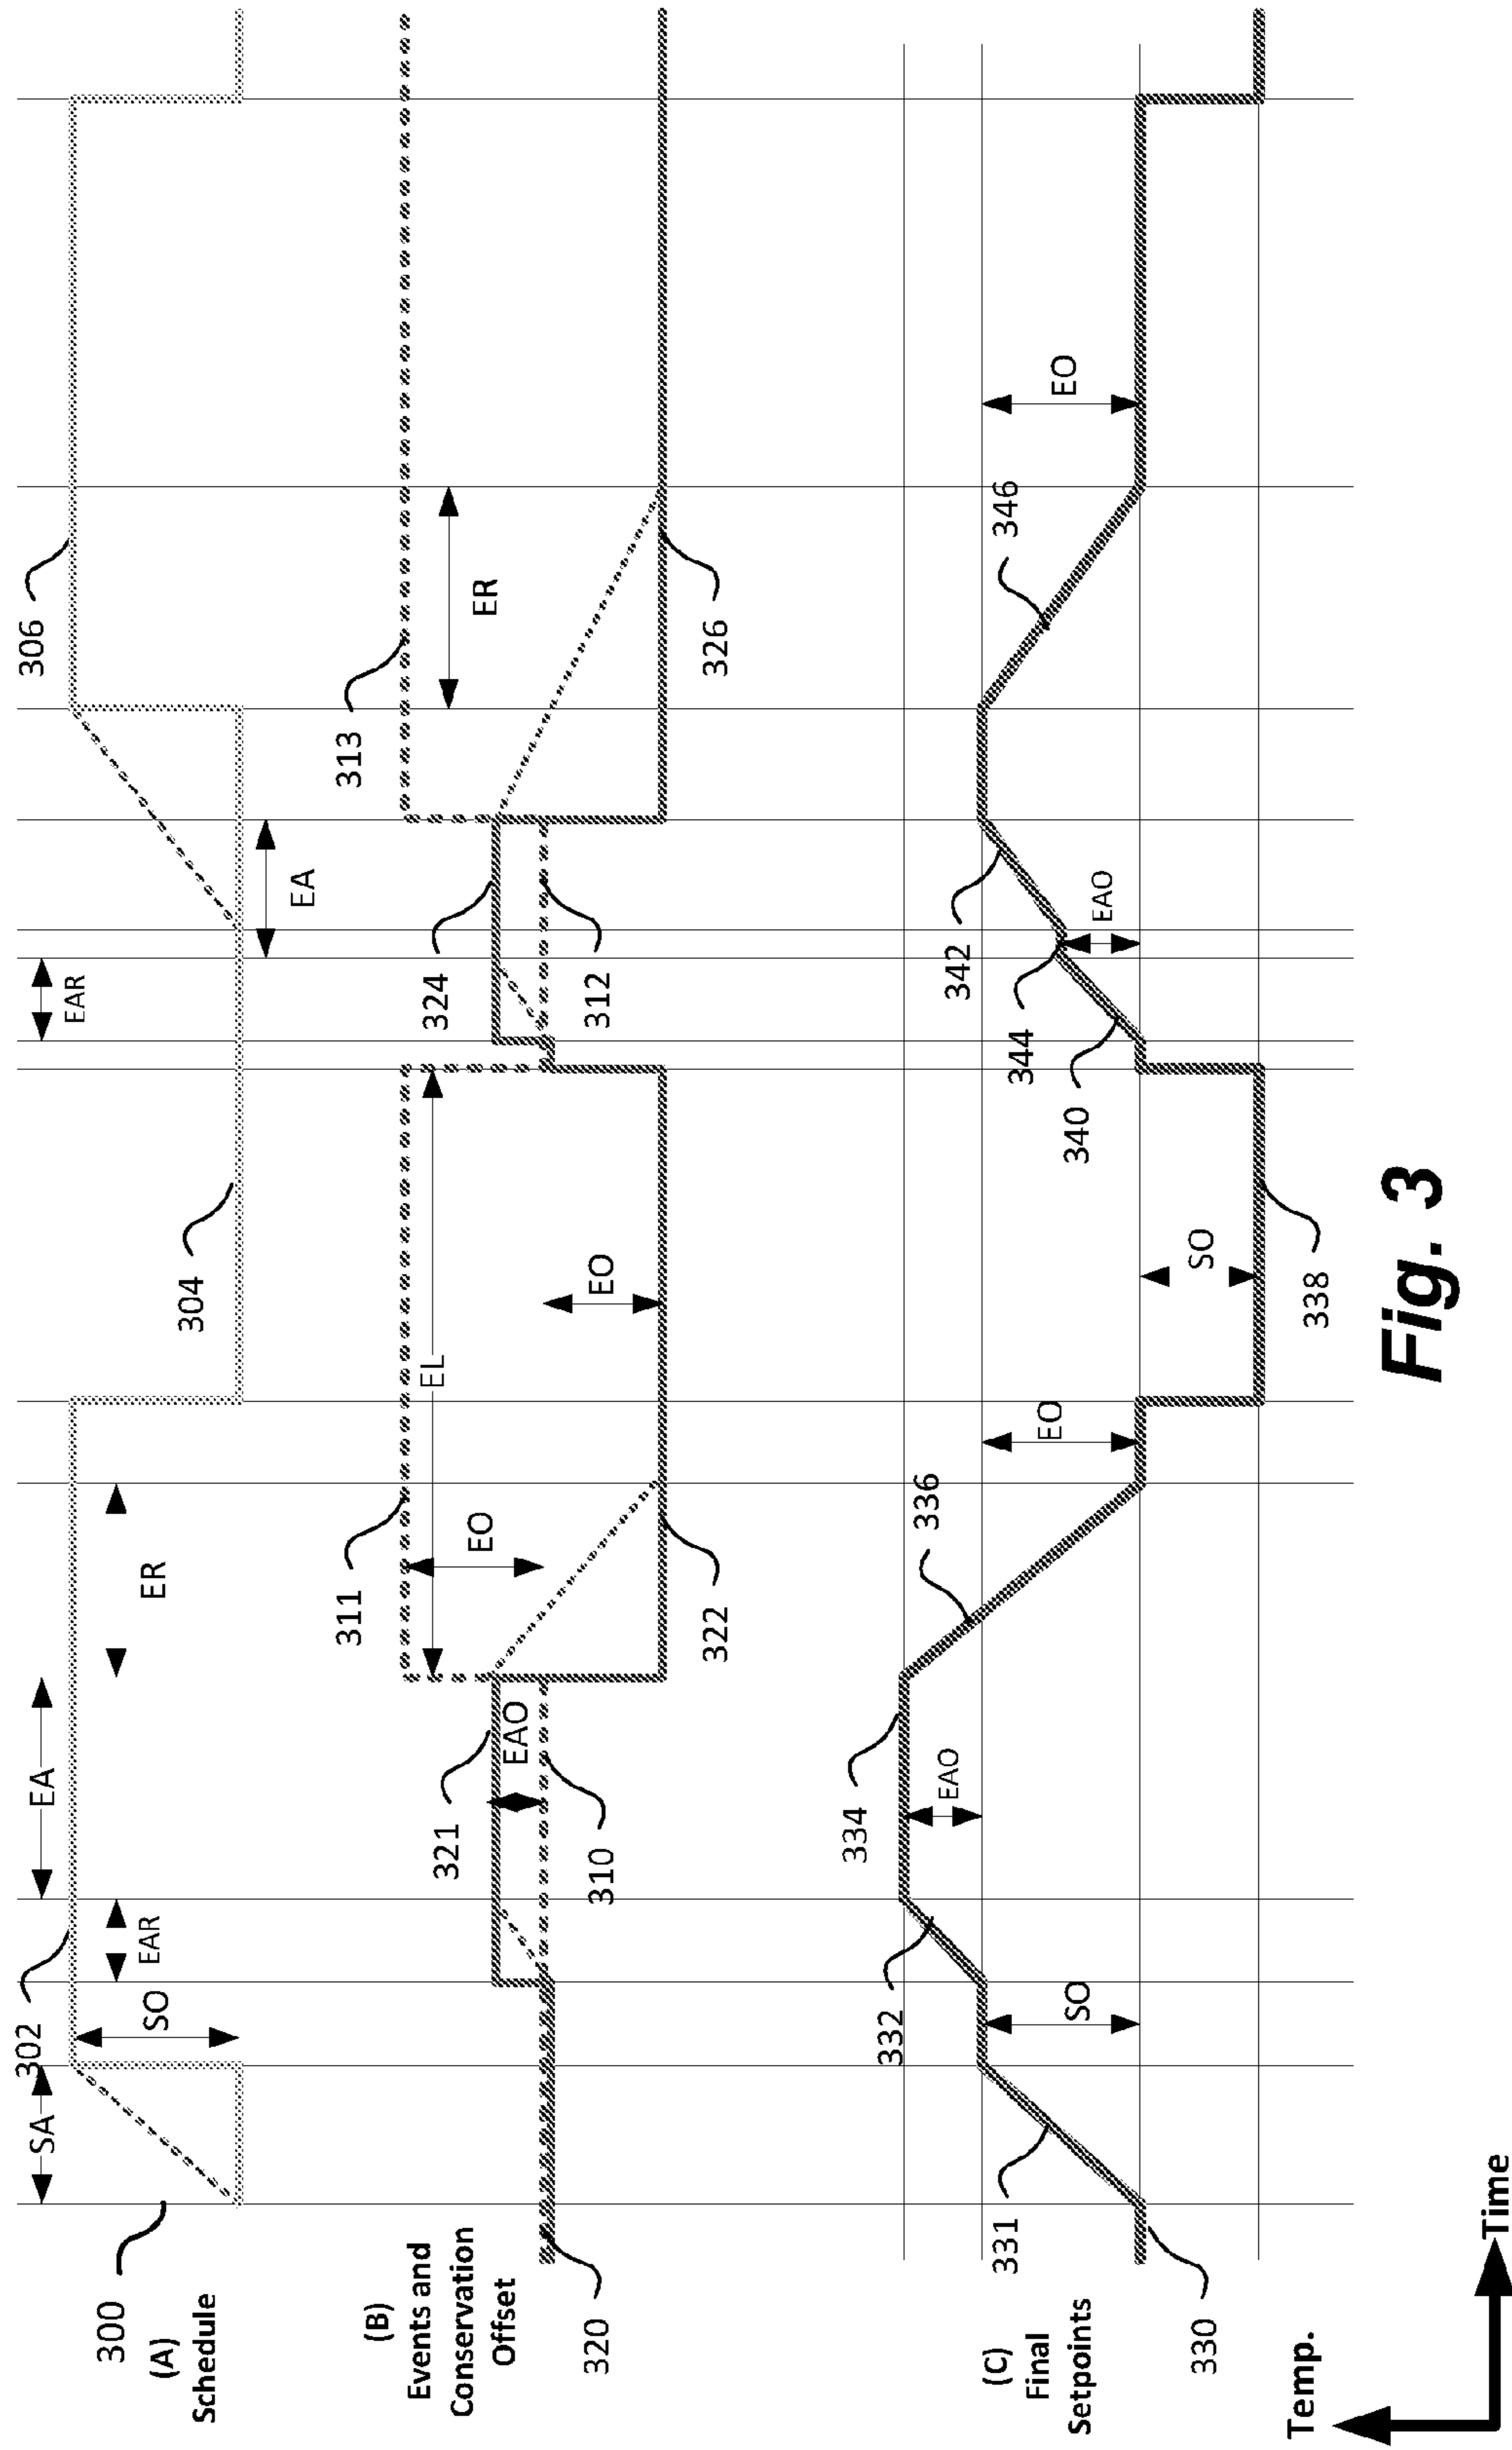 300
(A)
Schedule
SA
302
SO
EAR
EA
ER
304
EAR
EA
306
(B)
Events and
Conservation
Offset
320
321
EAO
310
311
EO
EL
322
EO
324
312
313
ER
326
(C)
Final
Setpoints
330
331
SO
332
334
EAO
336
EO
SO
338
340
344
342
EAO
346
EO
Temp.
Time
Fig. 3